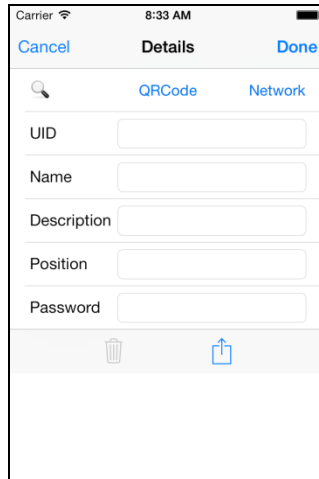 Carrier 8:33 AM
Cancel Details Done
QRCode Network
UID
Name
Description
Position
Password